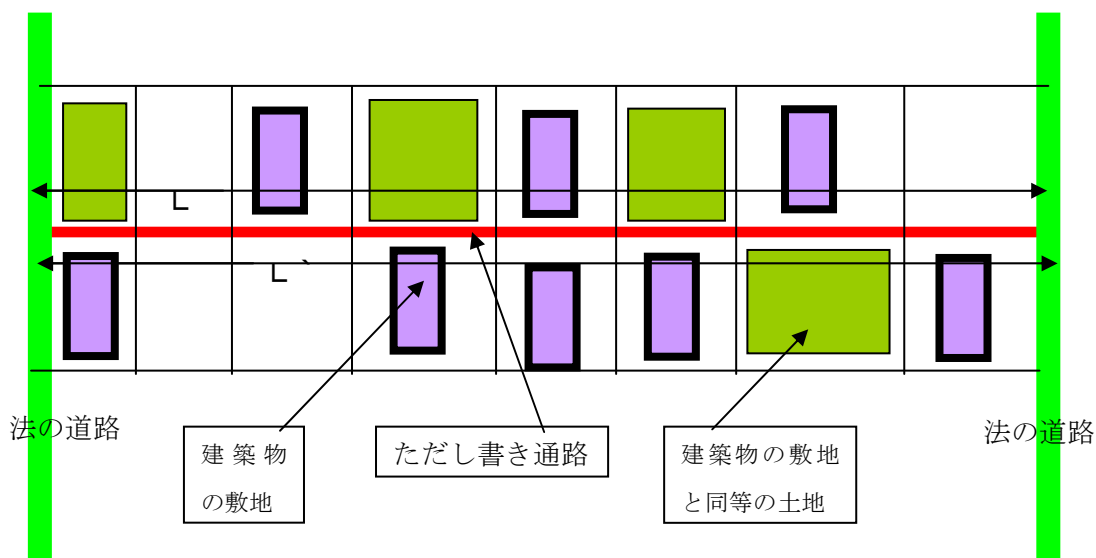 L
L`
法の道路
法の道路
建築物
の敷地
ただし書き通路
建築物の敷地
と同等の土地